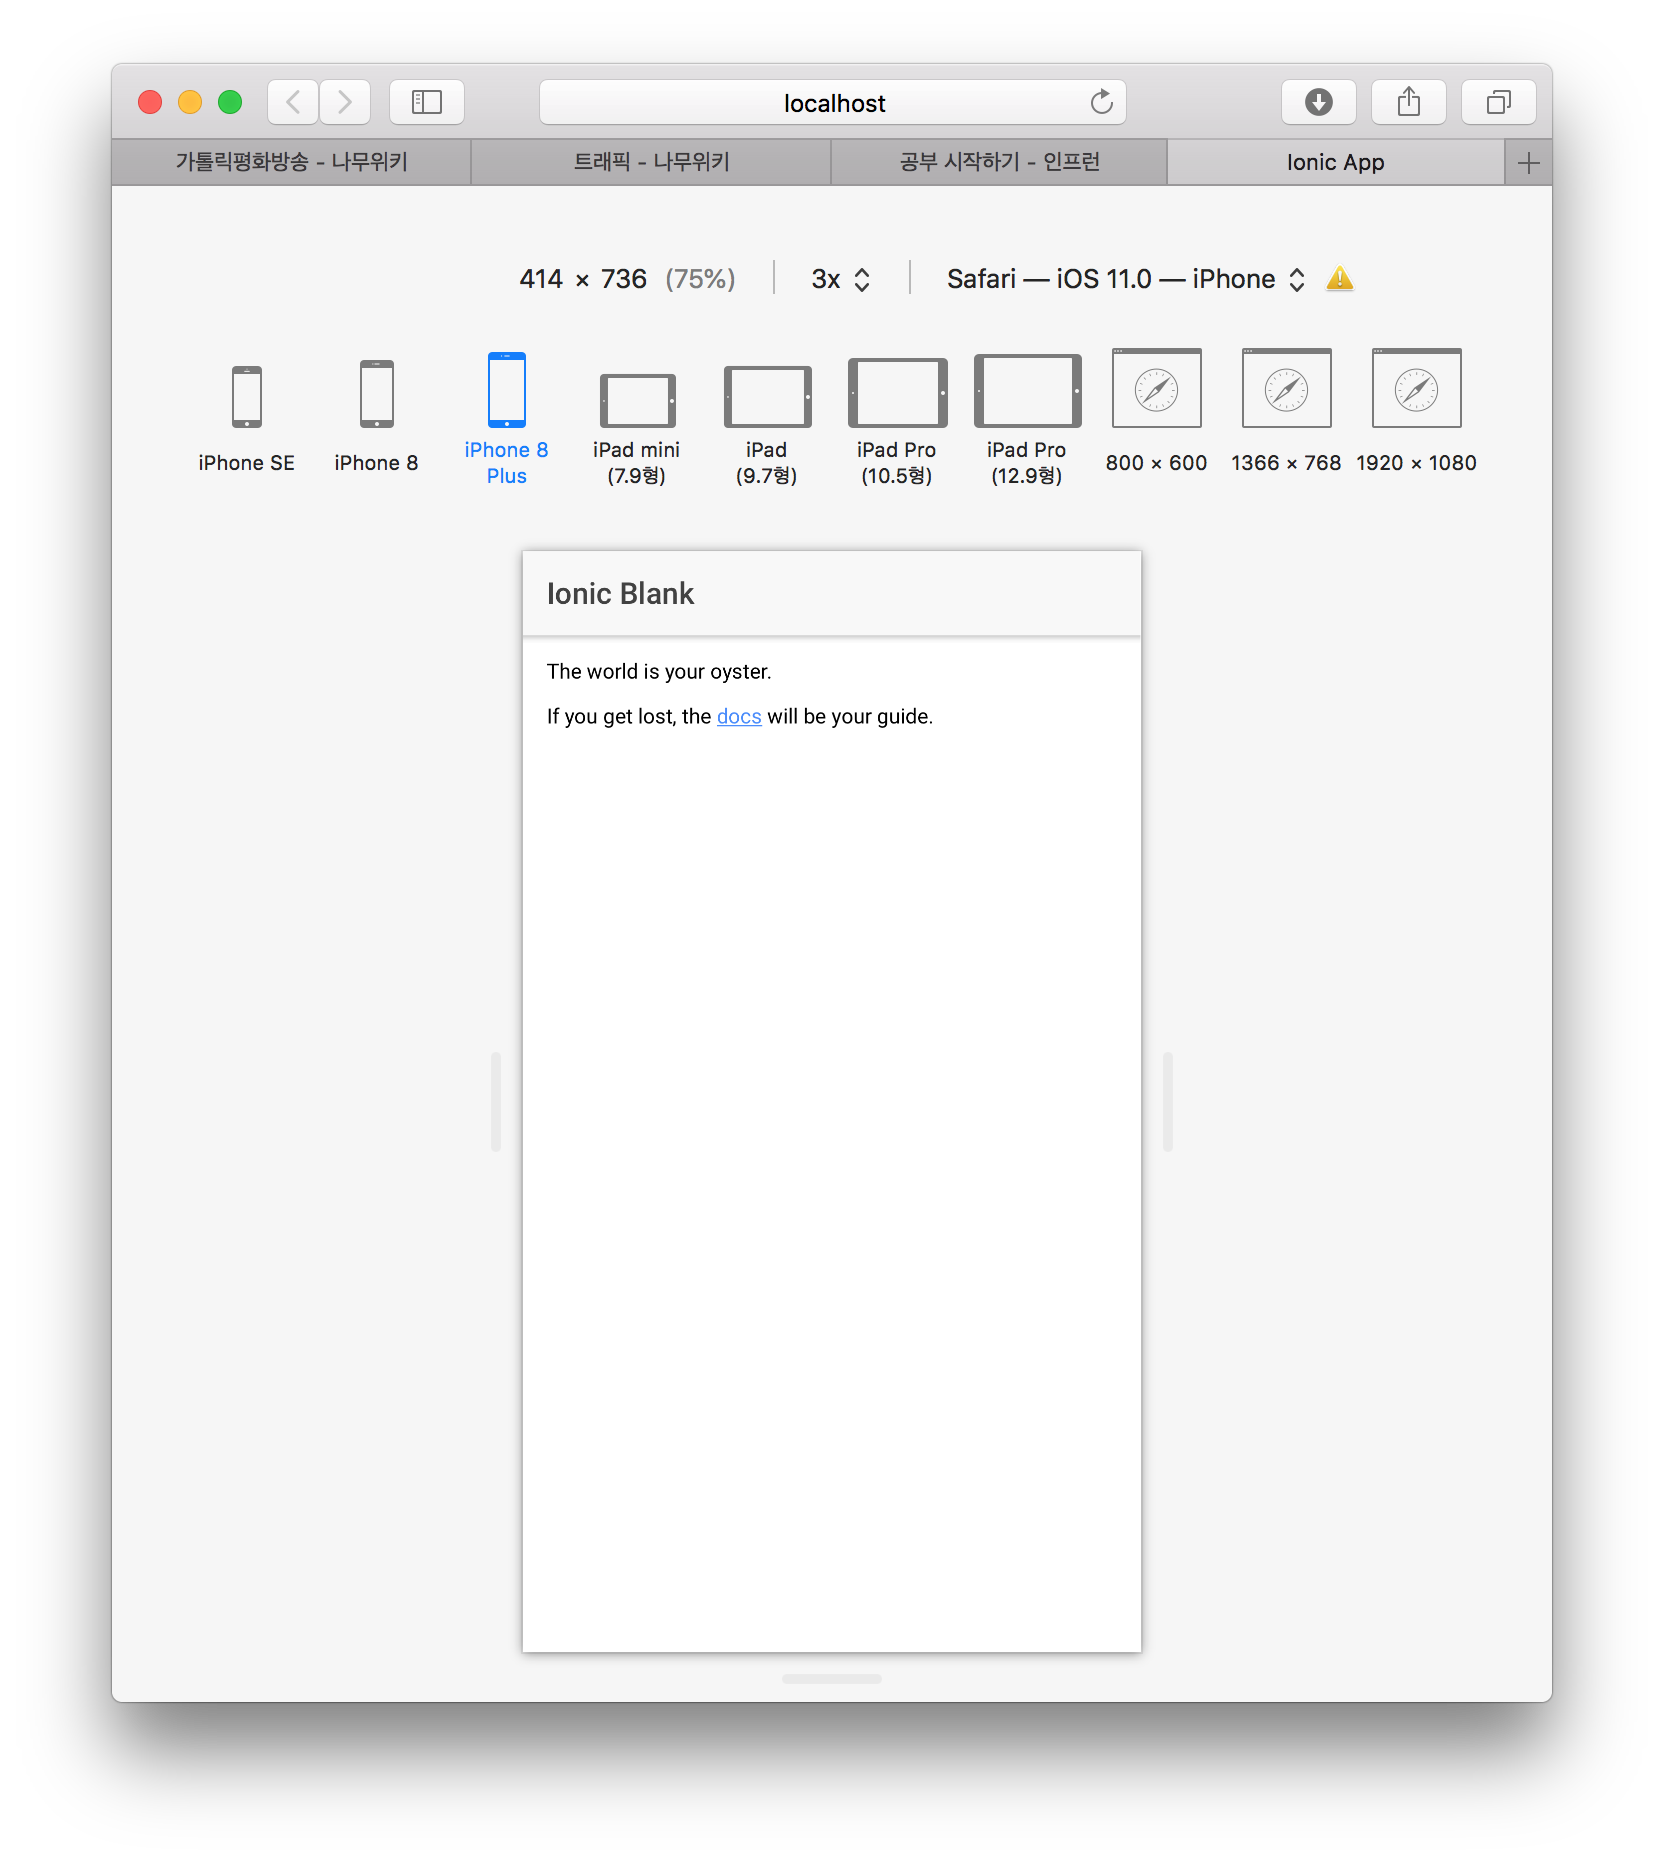 localhost
가톨릭평화방송 - 나무위키
트래픽 - 나무위키
공부 시작하기 - 인프런
Ionic App
414 × 736 (75%)
3x
Safari — iOS 11.0 — iPhone
iPhone SE
iPhone 8
iPhone 8
Plus
iPad mini
(7.9형)
iPad
(9.7형)
iPad Pro
(10.5형)
iPad Pro
(12.9형)
800 × 600
1366 × 768
1920 × 1080
Ionic Blank
The world is your oyster.
If you get lost, the docs will be your guide.